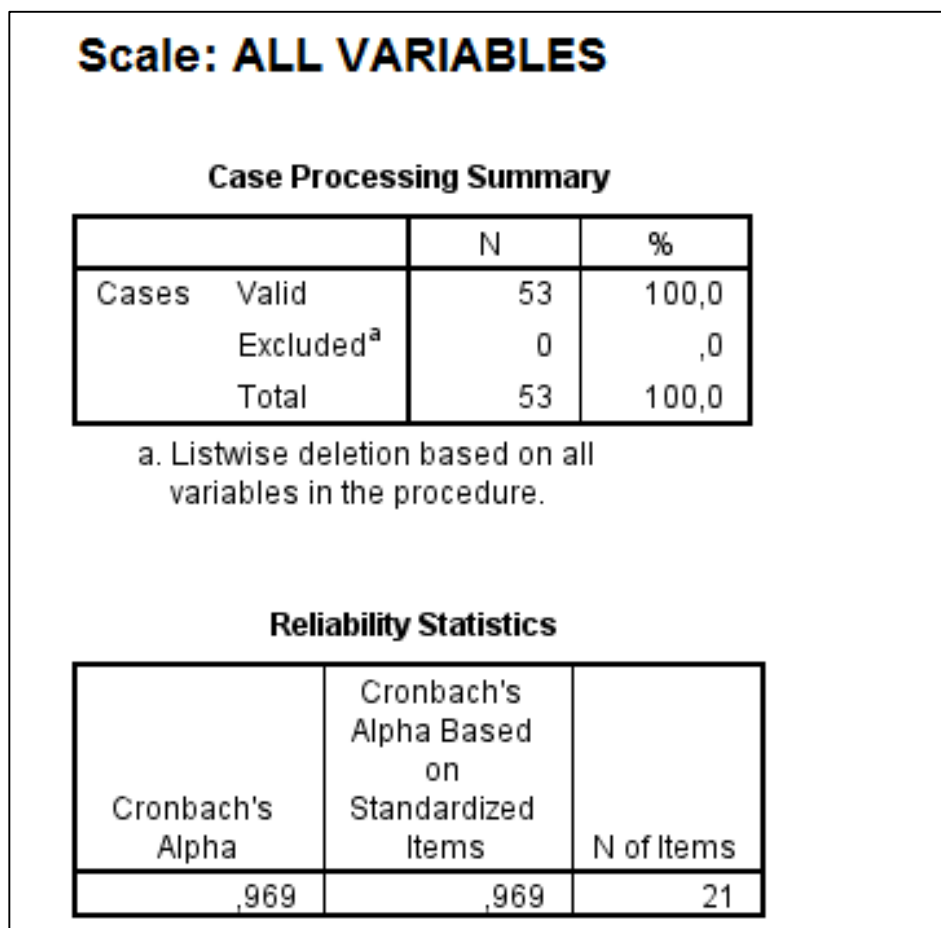 Scale: ALL VARIABLES
Case Processing Summary
N %
Cases Valid 53 100,0
Excludedᵃ 0 ,0
Total 53 100,0
a. Listwise deletion based on all
variables in the procedure.
Reliability Statistics
Cronbach's
Alpha Cronbach's
Alpha Based
on
Standardized
Items N of Items
,969 ,969 21